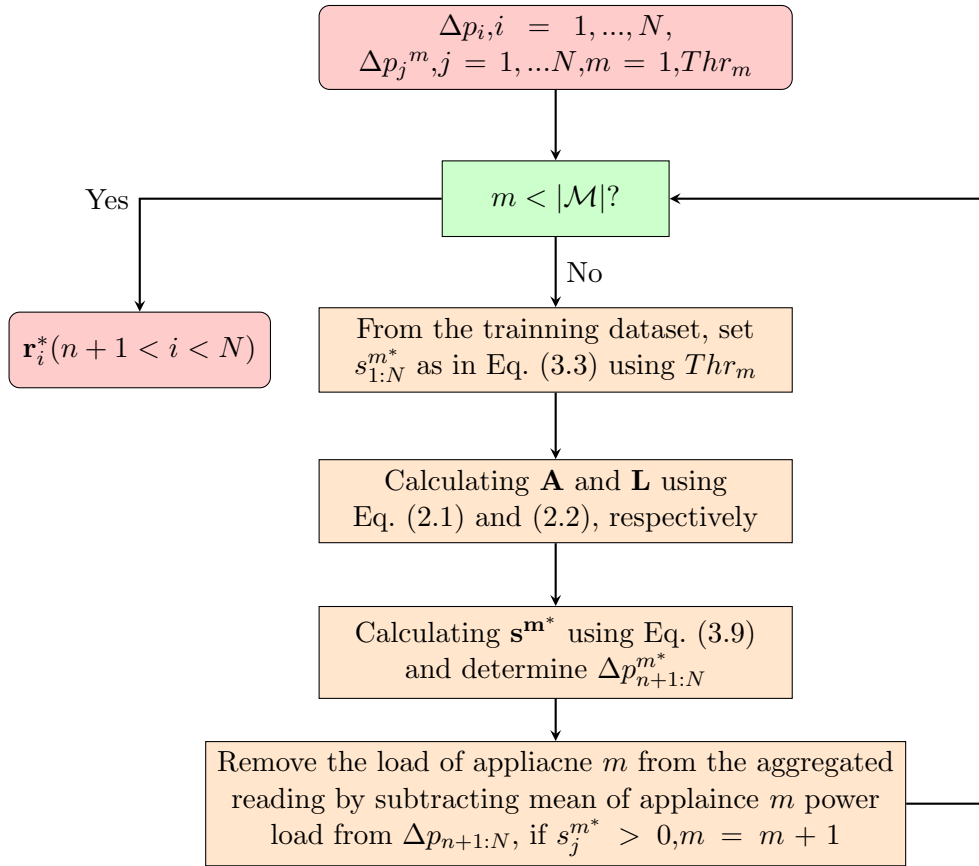 Δp_i,i = 1,...,N,
Δp_j^m,j = 1,...N,m = 1,Thr_m
m < |ℳ|?
Yes
No
𝐫_i^*(n + 1 < i < N)
From the trainning dataset, set
s_{1:N}^{m^*} as in Eq. (3.3) using Thr_m
Calculating 𝐀 and 𝐋 using
Eq. (2.1) and (2.2), respectively
Calculating 𝐬^{𝐦^*} using Eq. (3.9)
and determine Δp_{n+1:N}^{m^*}
Remove the load of appliacne m from the aggregated
reading by subtracting mean of applaince m power
load from Δp_{n+1:N}, if s_j^{m^*} > 0,m = m + 1